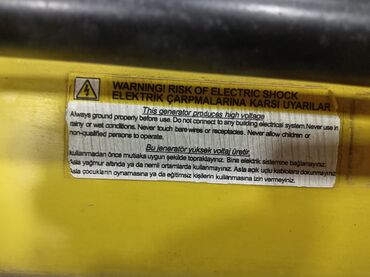 WARNING! RISK OF ELECTRIC SHOCK
ELEKTRİK ÇARPMALARINA KARSI UYARILAR
This generator produces high voltage
Always ground properly before use. Do not connect to any building electrical system. Never use in
rainy or wet conditions. Never touch bare wires or receptacles. Never allow children or
non-qualified persons to operate.
Bu jeneratör yüksek voltaj üretir.
kullanmadan önce mutlaka uygun şekilde topraklayınız. Bina elektrik sistemine bağlamayınız.
Asla yağmur altında ya da nemli ortamlarda kullanmayınız. Asla açık uçlu kablolara dokunmayınız.
Asla çocukların oynamasına ya da eğitimsiz kişilerin kullanmasına izin vermeyiniz.